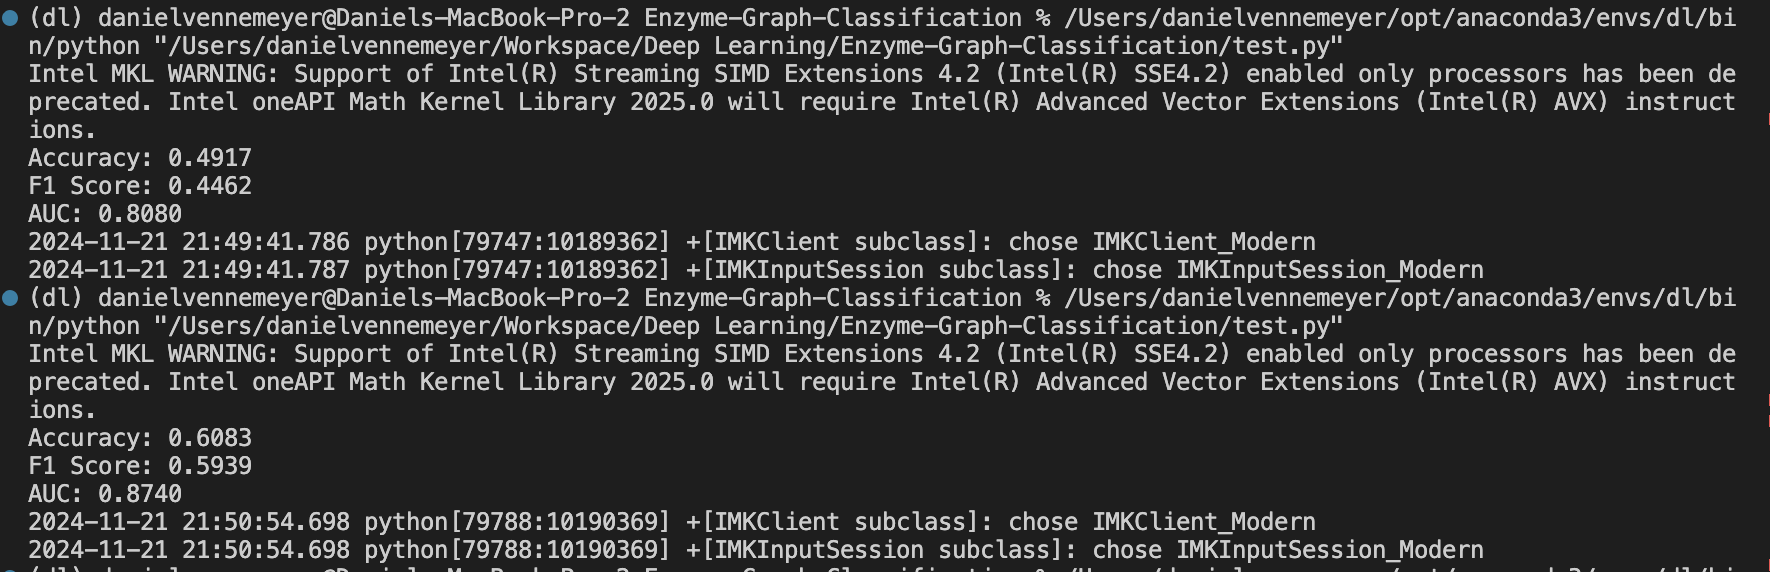 (dl) danielvennemeyer@Daniels-MacBook-Pro-2 Enzyme-Graph-Classification % /Users/danielvennemeyer/opt/anaconda3/envs/dl/bi
n/python "/Users/danielvennemeyer/Workspace/Deep Learning/Enzyme-Graph-Classification/test.py"
Intel MKL WARNING: Support of Intel(R) Streaming SIMD Extensions 4.2 (Intel(R) SSE4.2) enabled only processors has been de
precated. Intel oneAPI Math Kernel Library 2025.0 will require Intel(R) Advanced Vector Extensions (Intel(R) AVX) instruct
ions.
Accuracy: 0.4917
F1 Score: 0.4462
AUC: 0.8080
2024-11-21 21:49:41.786 python[79747:10189362] +[IMKClient subclass]: chose IMKClient_Modern
2024-11-21 21:49:41.787 python[79747:10189362] +[IMKInputSession subclass]: chose IMKInputSession_Modern
(dl) danielvennemeyer@Daniels-MacBook-Pro-2 Enzyme-Graph-Classification % /Users/danielvennemeyer/opt/anaconda3/envs/dl/bi
n/python "/Users/danielvennemeyer/Workspace/Deep Learning/Enzyme-Graph-Classification/test.py"
Intel MKL WARNING: Support of Intel(R) Streaming SIMD Extensions 4.2 (Intel(R) SSE4.2) enabled only processors has been de
precated. Intel oneAPI Math Kernel Library 2025.0 will require Intel(R) Advanced Vector Extensions (Intel(R) AVX) instruct
ions.
Accuracy: 0.6083
F1 Score: 0.5939
AUC: 0.8740
2024-11-21 21:50:54.698 python[79788:10190369] +[IMKClient subclass]: chose IMKClient_Modern
2024-11-21 21:50:54.698 python[79788:10190369] +[IMKInputSession subclass]: chose IMKInputSession_Modern